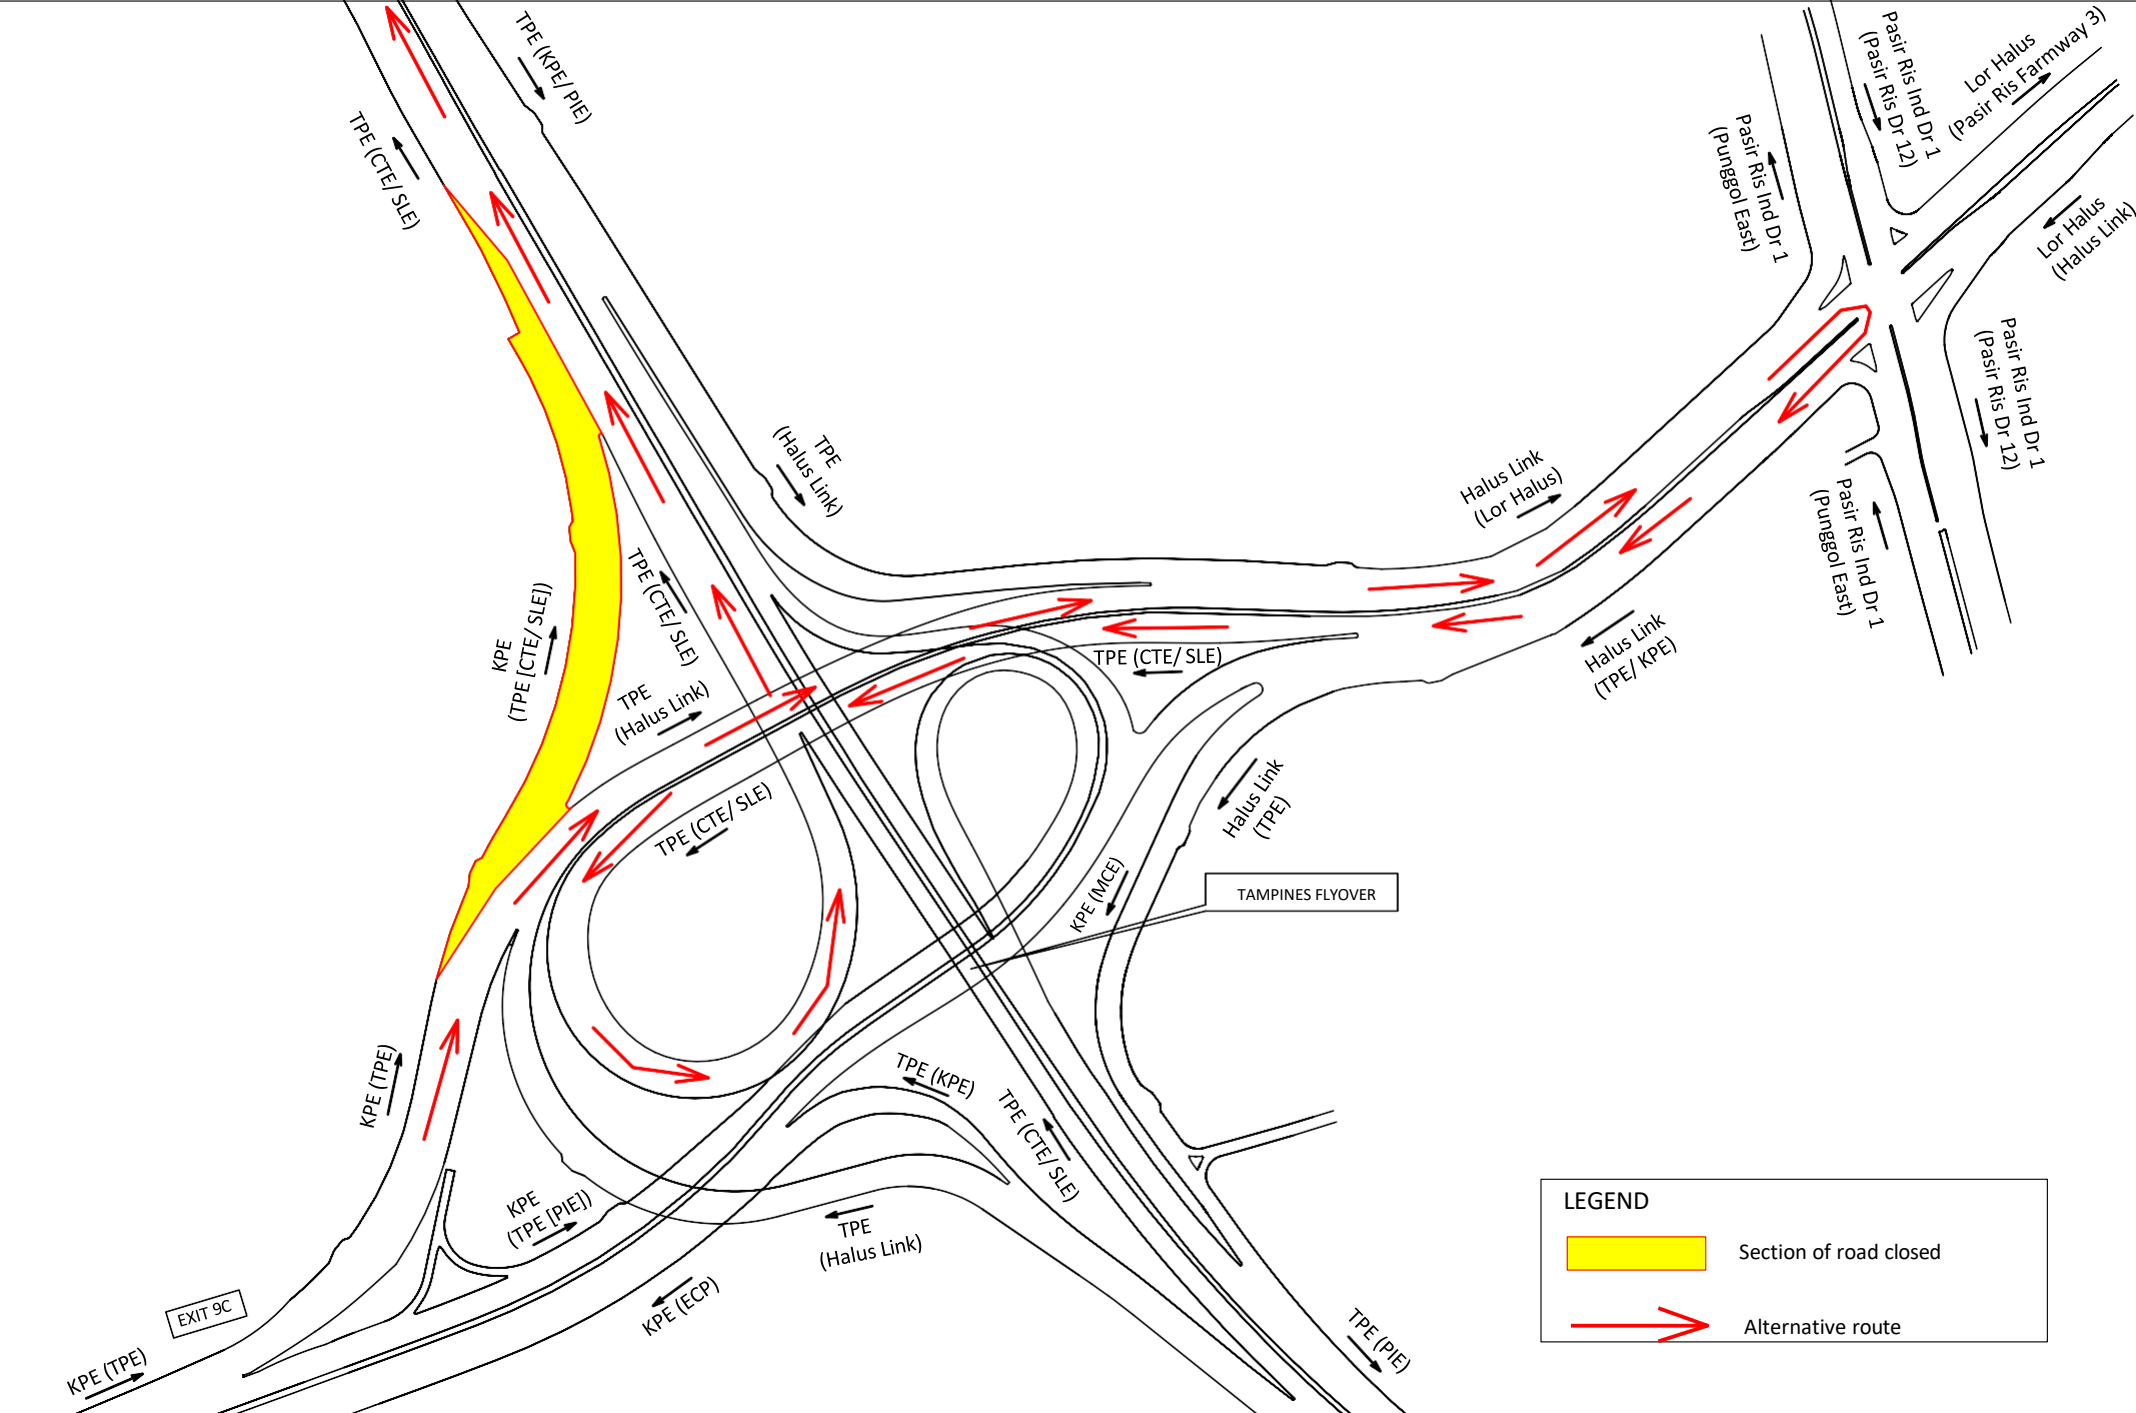 TPE (KPE/ PIE)
TPE (CTE/ SLE)
Pasir Ris Ind Dr 1
(Pasir Ris Dr 12)
Lor Halus
(Pasir Ris Farmway 3)
Pasir Ris Ind Dr 1
(Punggol East)
Lor Halus
(Halus Link)
Pasir Ris Ind Dr 1
(Pasir Ris Dr 12)
TPE
(Halus Link)
Halus Link
(Lor Halus)
Pasir Ris Ind Dr 1
(Punggol East)
TPE (CTE/ SLE)
KPE
(TPE [CTE/ SLE])
TPE
(Halus Link)
TPE (CTE/ SLE)
Halus Link
(TPE/ KPE)
TPE (CTE/ SLE)
Halus Link
(TPE)
KPE (MCE)
TAMPINES FLYOVER
KPE (TPE)
TPE (KPE)
TPE (CTE/ SLE)
KPE
(TPE [PIE])
TPE
(Halus Link)
KPE (ECP)
EXIT 9C
KPE (TPE)
TPE (PIE)
LEGEND
Section of road closed
Alternative route